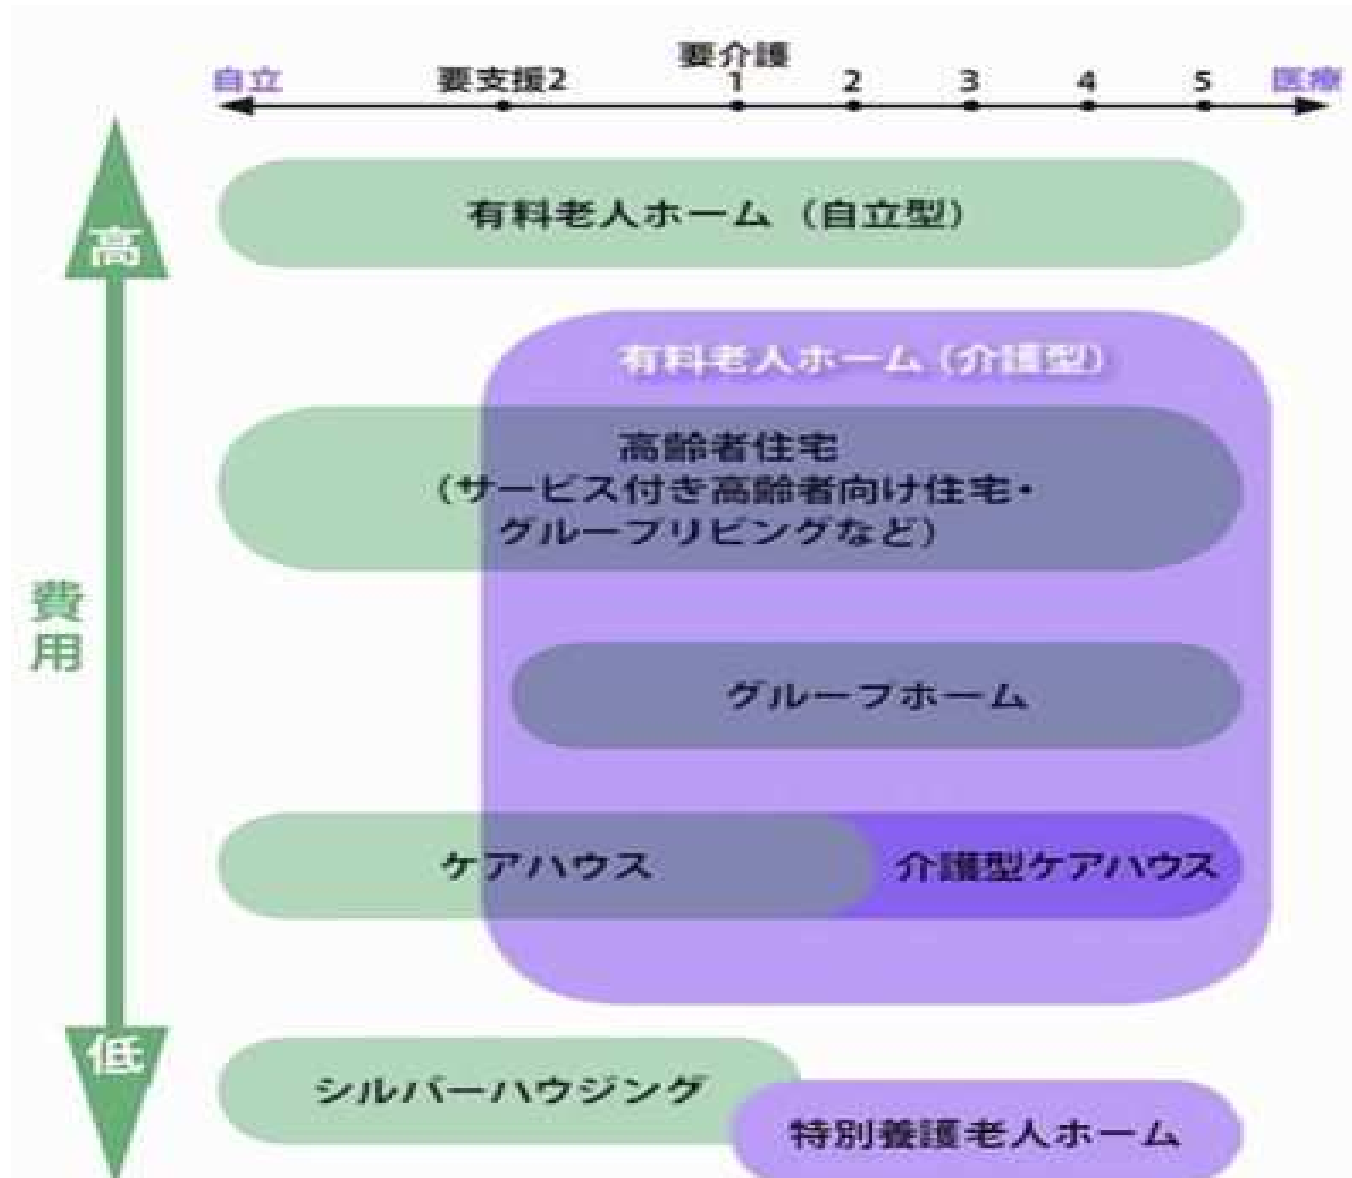 要介護
自立 要支援2 1 2 3 4 5 医療
高
有料老人ホーム（自立型）
有料老人ホーム（介護型）
高齢者住宅
（サービス付き高齢者向け住宅・
グループリビングなど）
費用
グループホーム
ケアハウス 介護型ケアハウス
低
シルバーハウジング
特別養護老人ホーム